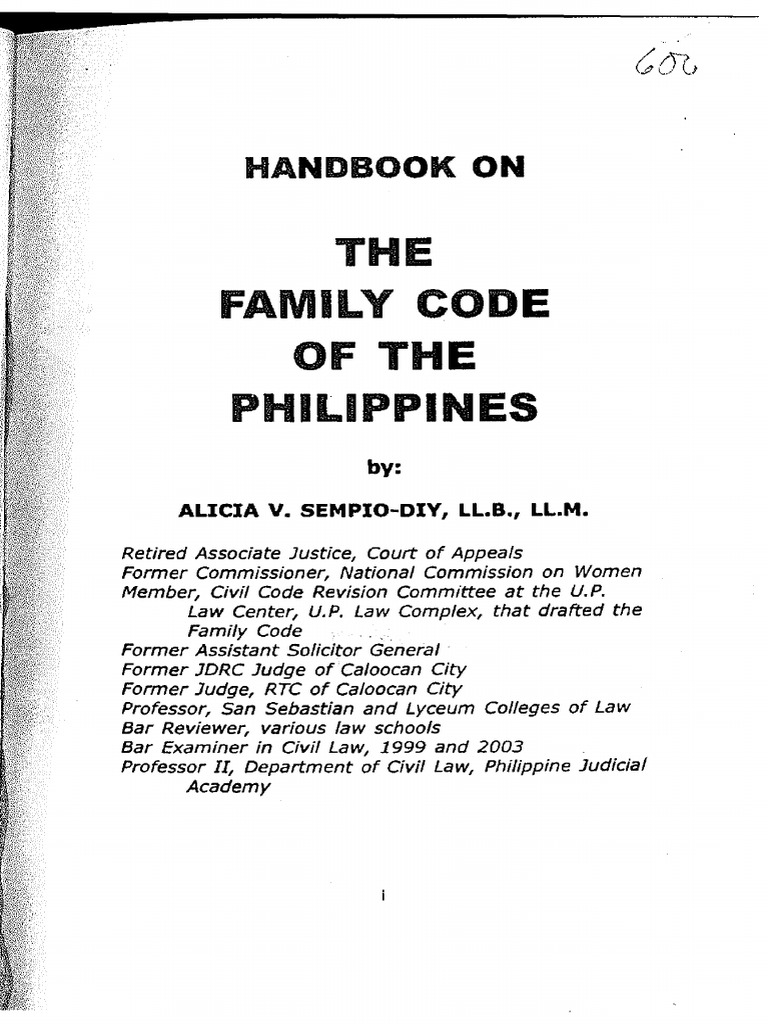 600
HANDBOOK ON
THE
FAMILY CODE
OF THE
PHILIPPINES
by:
ALICIA V. SEMPIO-DIY, LL.B., LL.M.
Retired Associate Justice, Court of Appeals
Former Commissioner, National Commission on Women
Member, Civil Code Revision Committee at the U.P.
Law Center, U.P. Law Complex, that drafted the
Family Code
Former Assistant Solicitor General
Former JDRC Judge of Caloocan City
Former Judge, RTC of Caloocan City
Professor, San Sebastian and Lyceum Colleges of Law
Bar Reviewer, various law schools
Bar Examiner in Civil Law, 1999 and 2003
Professor II, Department of Civil Law, Philippine Judicial
Academy
i